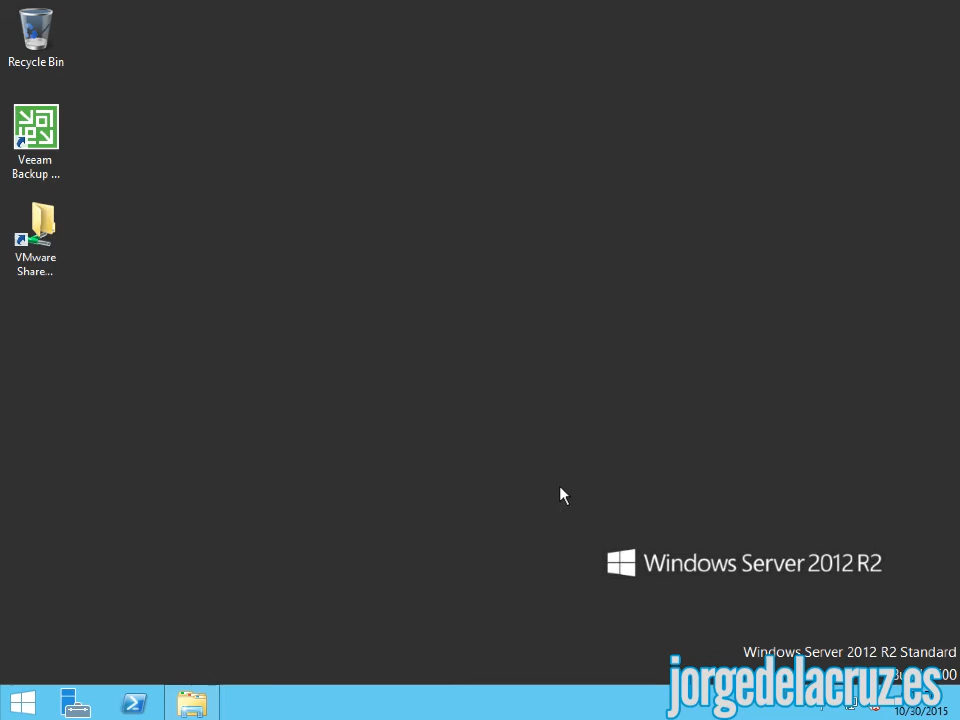 Recycle Bin
Veeam
Backup ...
VMware
Share...
Windows Server 2012 R2
Windows Server 2012 R2 Standard
jorgedelacruz.es
10/30/2015